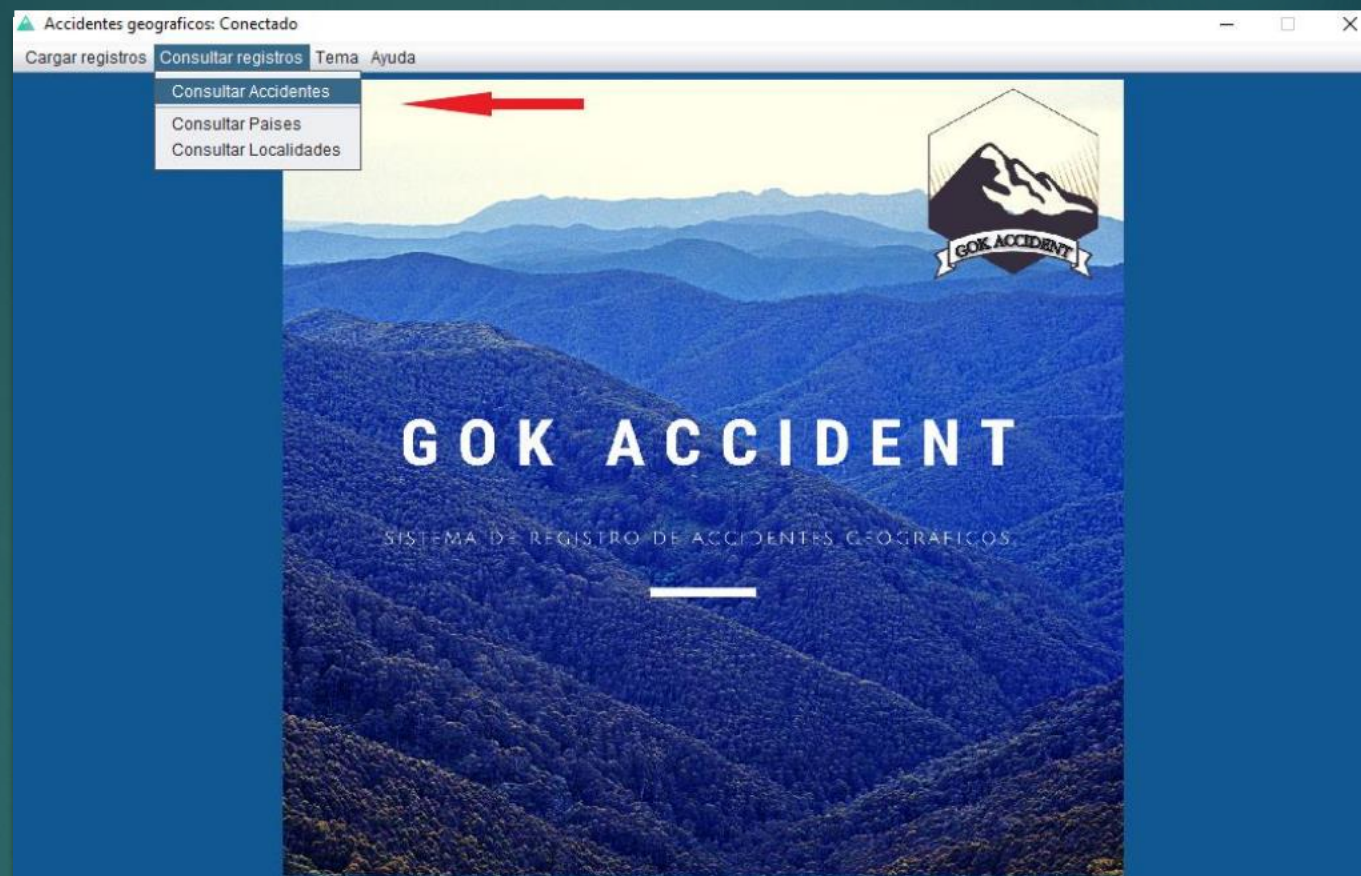 Accidentes geograficos: Conectado
Cargar registros Consultar registros Tema Ayuda
Consultar Accidentes
Consultar Paises
Consultar Localidades
GOK ACCIDENT
GOK ACCIDENT
SISTEMA DE REGISTRO DE ACCIDENTES GEOGRÁFICOS.